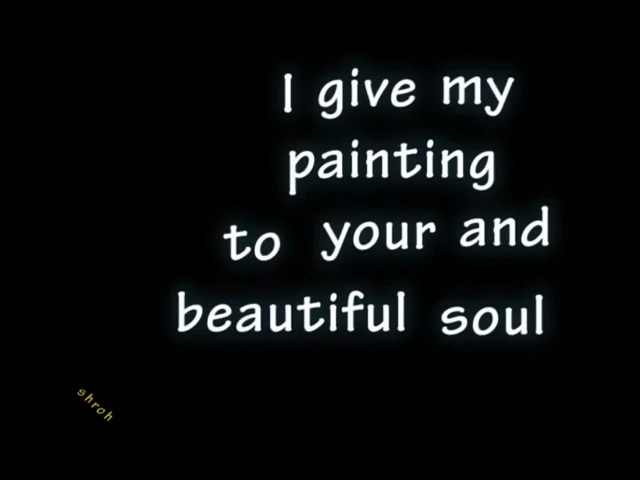 I give my
painting
to your and
beautiful soul
shroh